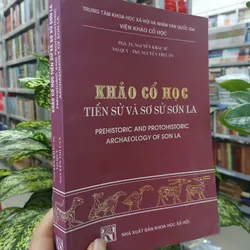 TRUNG TÂM KHOA HỌC XÃ HỘI VÀ NHÂN VĂN QUỐC GIA
VIỆN KHẢO CỔ HỌC
KHẢO CỔ HỌC
TIỀN SỬ VÀ SƠ SỬ SƠN LA
PREHISTORIC AND PROTOHISTORIC
ARCHAEOLOGY OF SON LA
NHÀ XUẤT BẢN KHOA HỌC XÃ HỘI